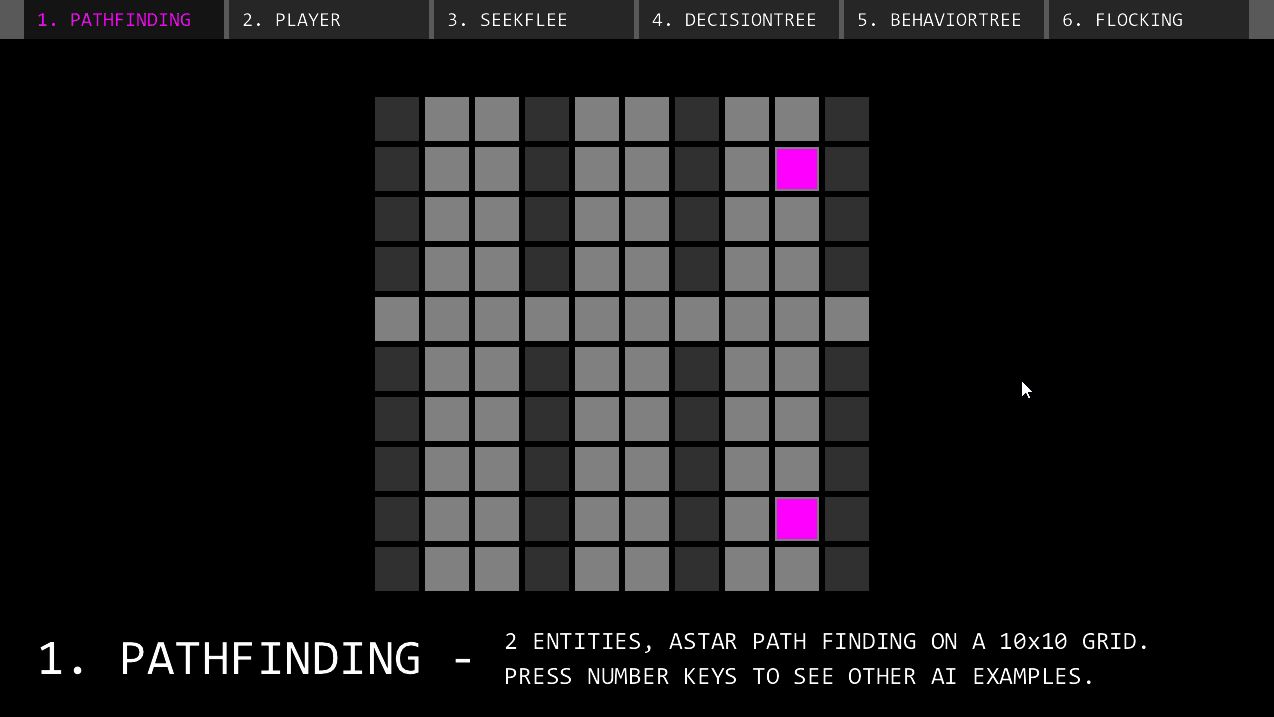 1. PATHFINDING
2. PLAYER
3. SEEKFLEE
4. DECISIONTREE
5. BEHAVIORTREE
6. FLOCKING
1. PATHFINDING -
2 ENTITIES, ASTAR PATH FINDING ON A 10x10 GRID.
PRESS NUMBER KEYS TO SEE OTHER AI EXAMPLES.